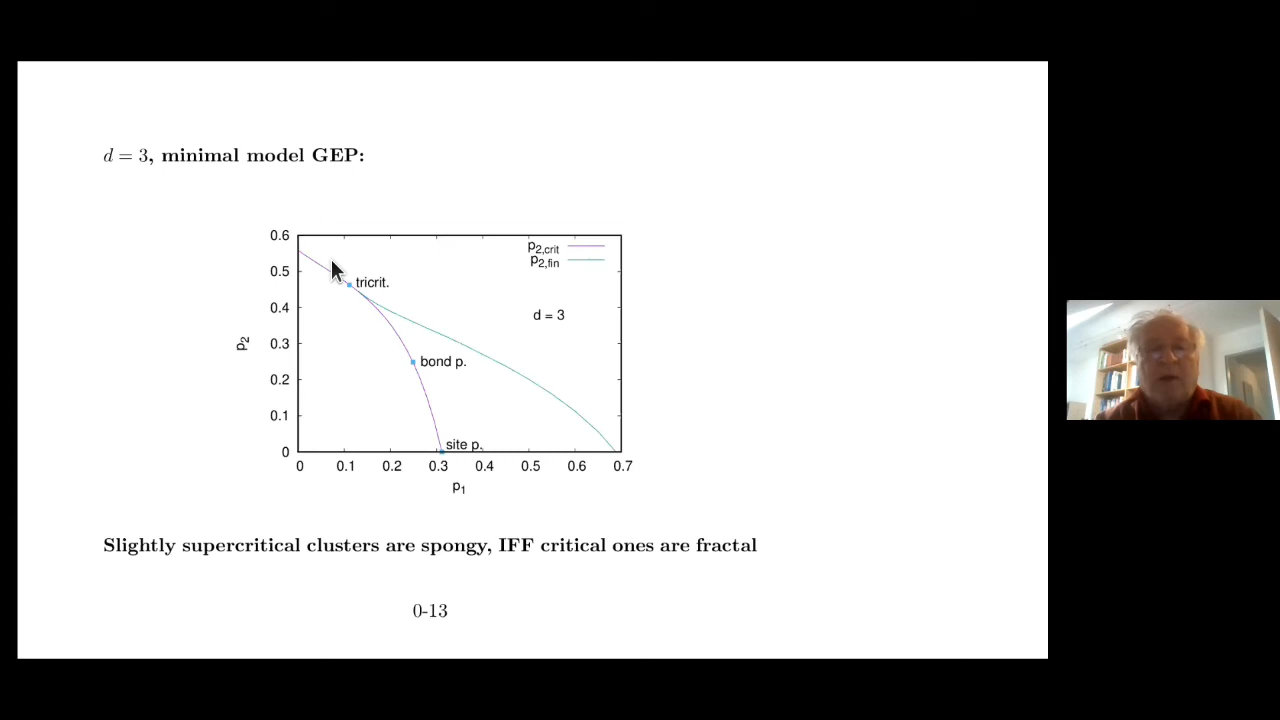 d = 3, minimal model GEP:
0.6
0.5
0.4
0.3
0.2
0.1
0
p2
p2,crit
p2,fin
tricrit.
d = 3
bond p.
site p.
0 0.1 0.2 0.3 0.4 0.5 0.6 0.7
p1
Slightly supercritical clusters are spongy, IFF critical ones are fractal
0-13